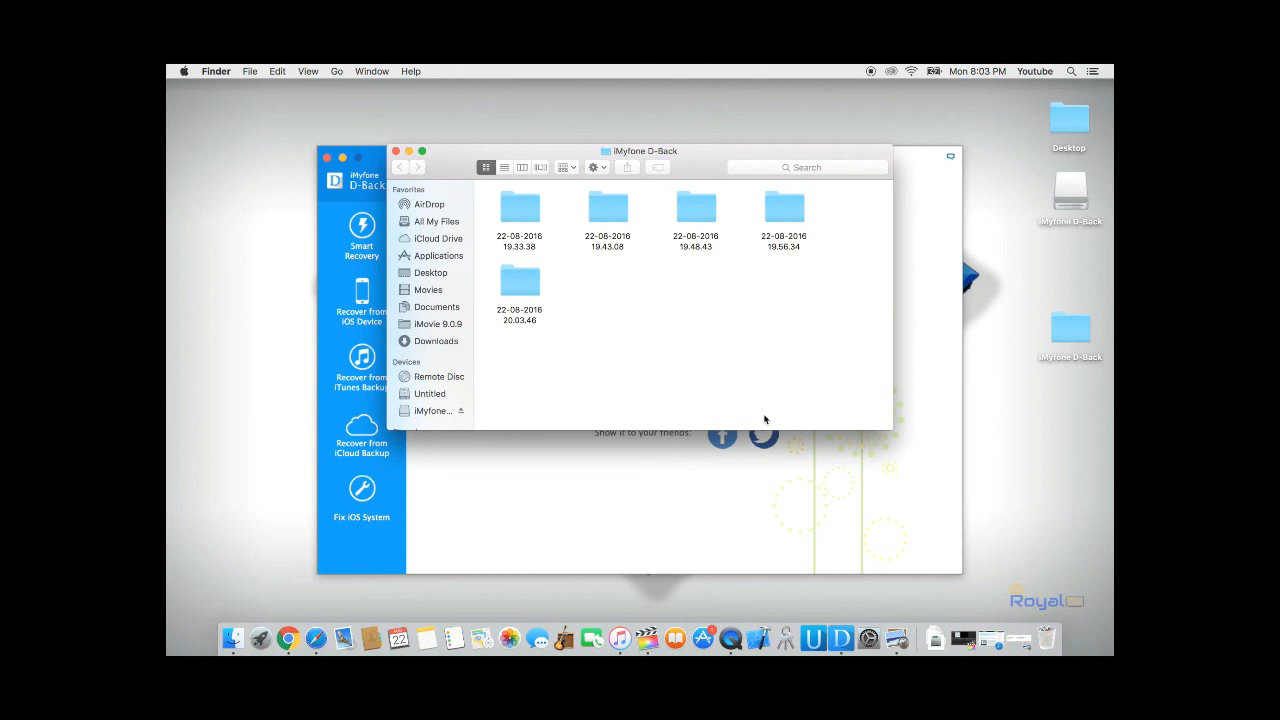 Finder File Edit View Go Window Help
Mon 8:03 PM Youtube
Desktop
iMyfone D-Back
iMyfone D-Back
iMyfone
D-Back
Smart
Recovery
Recover from
iOS Device
Recover from
iTunes Backup
Recover from
iCloud Backup
Fix iOS System
iMyfone D-Back
Search
Favorites
AirDrop
All My Files
iCloud Drive
Applications
Desktop
Movies
Documents
iMovie 9.0.9
Downloads
Devices
Remote Disc
Untitled
iMyfone...
22-08-2016
19.33.38
22-08-2016
19.43.08
22-08-2016
19.48.43
22-08-2016
19.56.34
22-08-2016
20.03.46
Show it to your friends:
Royal